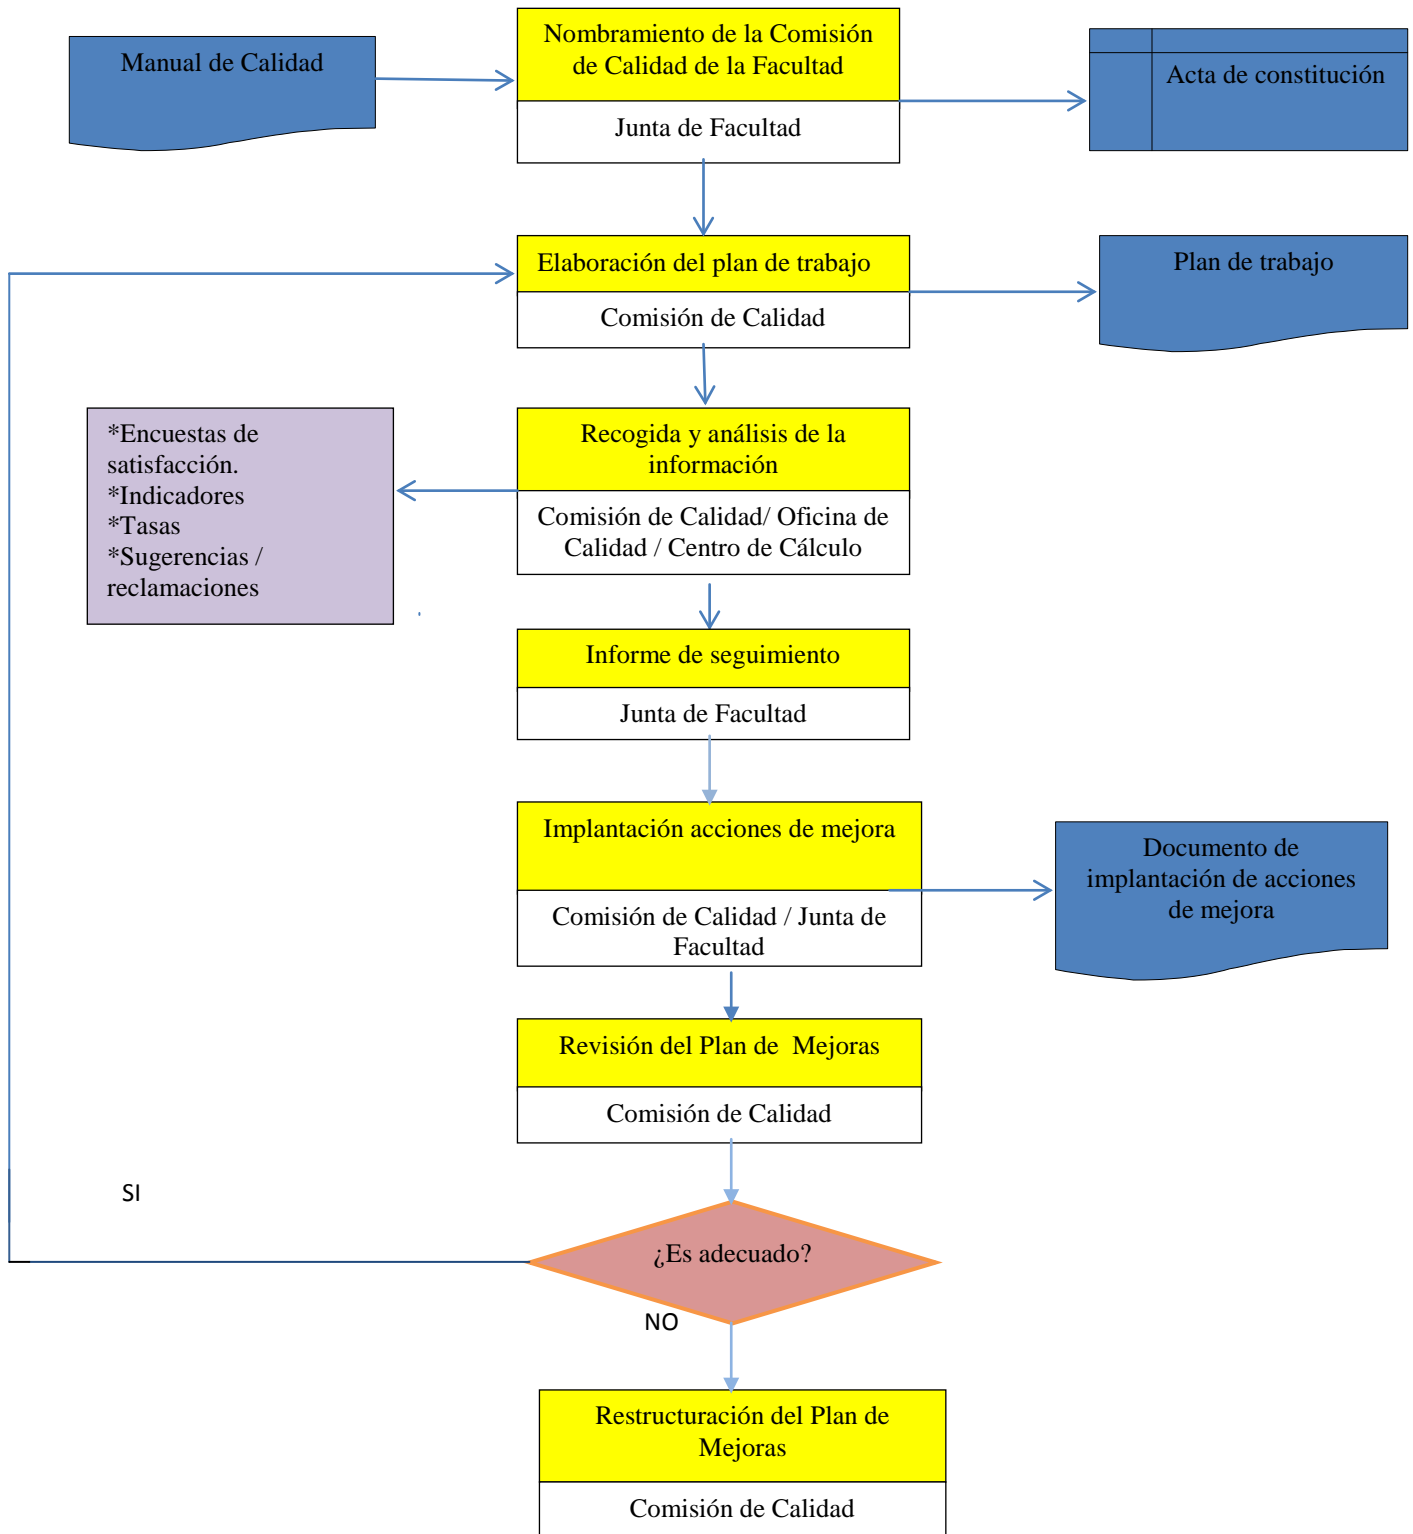 Manual de Calidad
Nombramiento de la Comisión
de Calidad de la Facultad
Junta de Facultad
Acta de constitución
Elaboración del plan de trabajo
Comisión de Calidad
Plan de trabajo
*Encuestas de
satisfacción.
*Indicadores
*Tasas
*Sugerencias /
reclamaciones
Recogida y análisis de la
información
Comisión de Calidad/ Oficina de
Calidad / Centro de Cálculo
Informe de seguimiento
Junta de Facultad
Implantación acciones de mejora
Comisión de Calidad / Junta de
Facultad
Documento de
implantación de acciones
de mejora
Revisión del Plan de Mejoras
Comisión de Calidad
SI
¿Es adecuado?
NO
Restructuración del Plan de
Mejoras
Comisión de Calidad